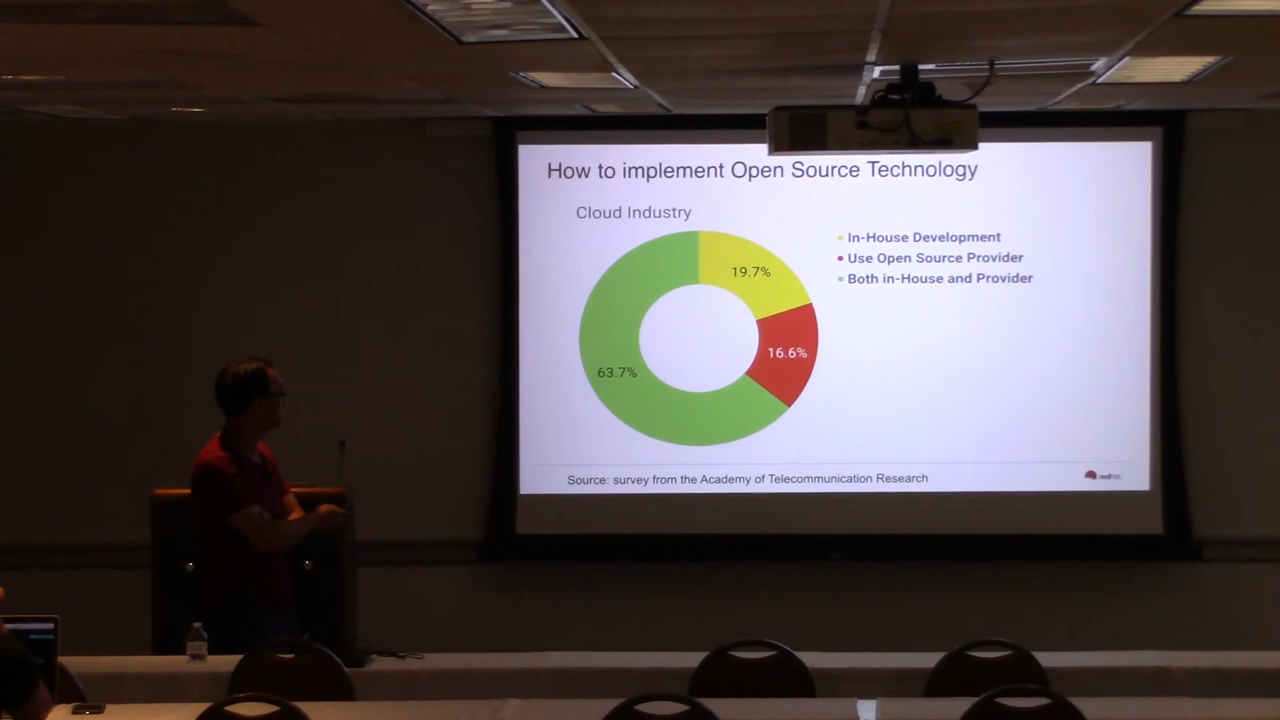 How to implement Open Source Technology
Cloud Industry
In-House Development
Use Open Source Provider
Both in-House and Provider
19.7%
16.6%
63.7%
Source: survey from the Academy of Telecommunication Research
redhat.